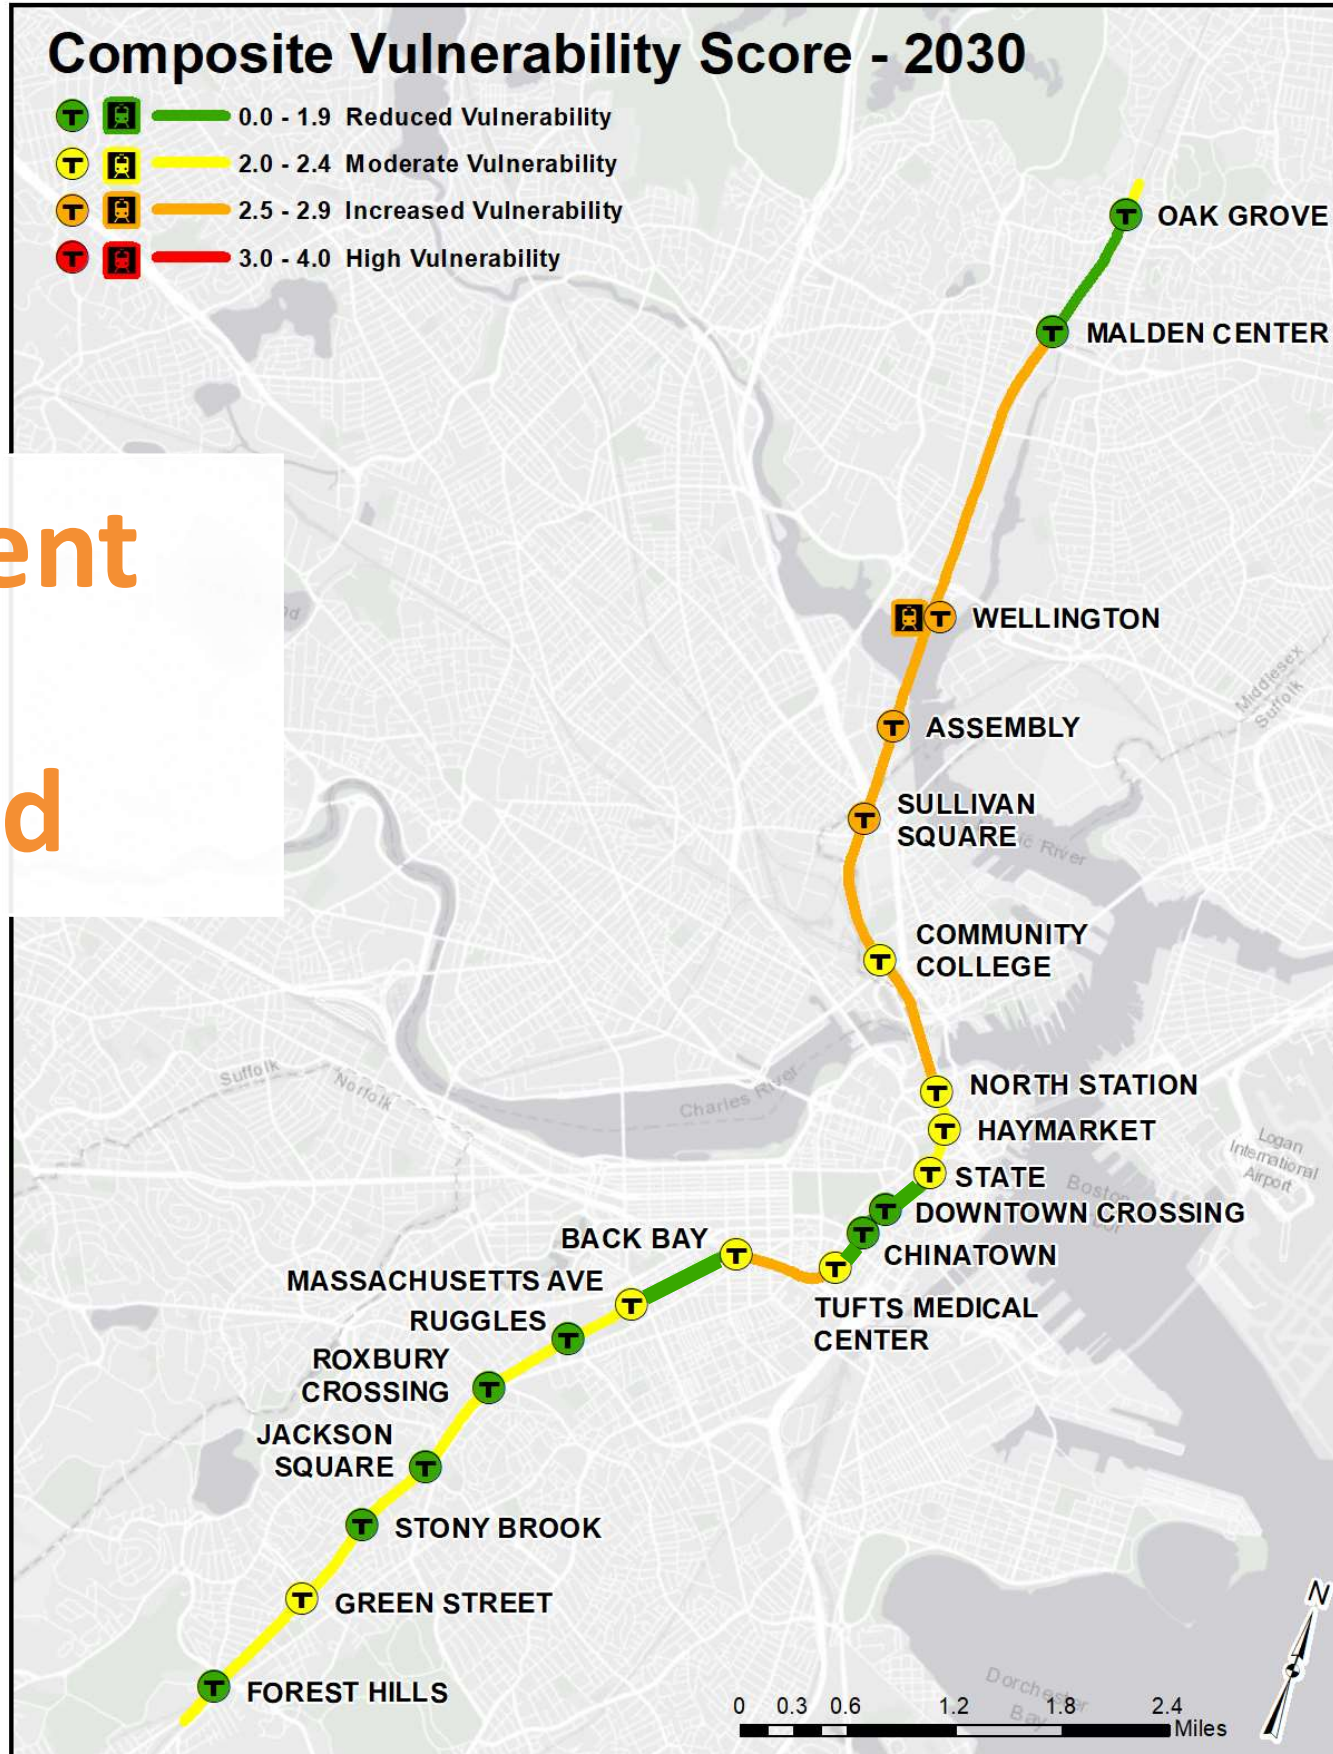 Composite Vulnerability Score - 2030
0.0 - 1.9 Reduced Vulnerability
2.0 - 2.4 Moderate Vulnerability
2.5 - 2.9 Increased Vulnerability
3.0 - 4.0 High Vulnerability
OAK GROVE
MALDEN CENTER
ent
WELLINGTON
Middlesex
Suffolk
ASSEMBLY
d
SULLIVAN
SQUARE
River
COMMUNITY
COLLEGE
Suffolk
Norfolk
Charles River
NORTH STATION
HAYMARKET
Logan
International
Airport
STATE
Boston
DOWNTOWN CROSSING
BACK BAY
CHINATOWN
MASSACHUSETTS AVE
TUFTS MEDICAL
CENTER
RUGGLES
ROXBURY
CROSSING
JACKSON
SQUARE
STONY BROOK
GREEN STREET
FOREST HILLS
N
Dorchester
Bay
0 0.3 0.6 1.2 1.8 2.4
Miles